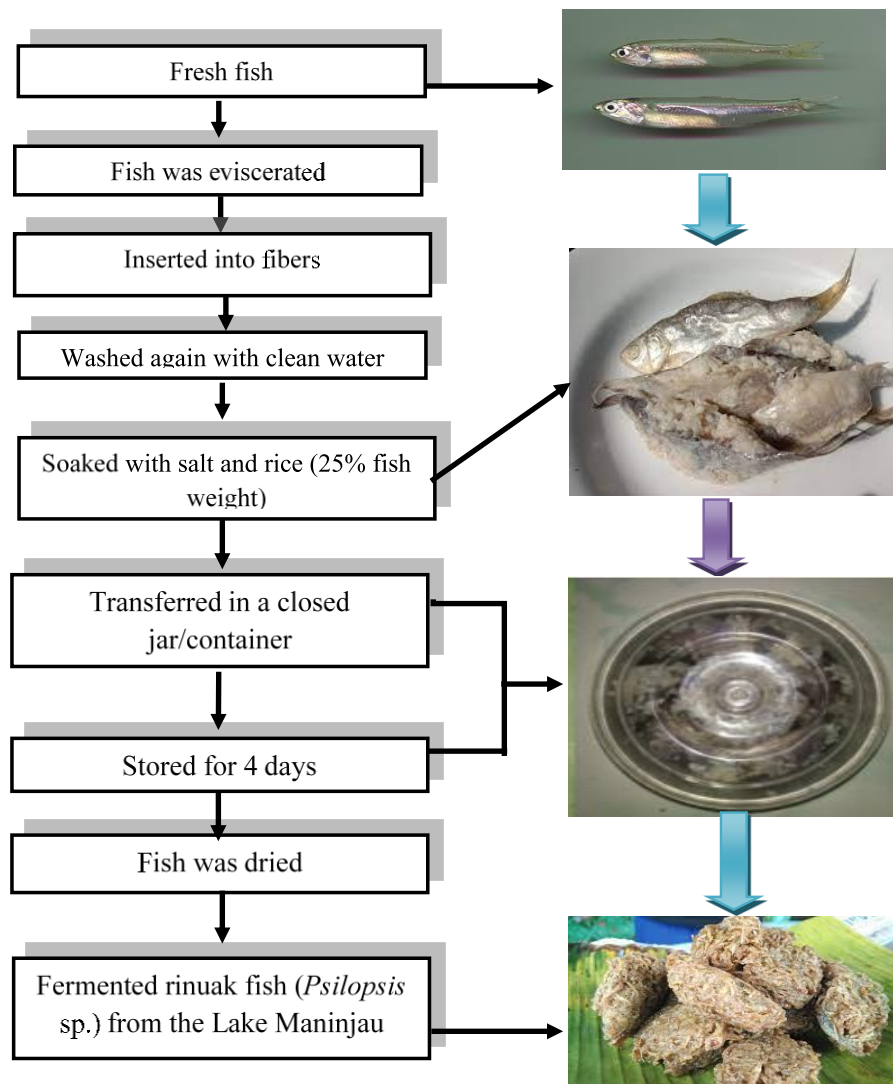 Fresh fish
Fish was eviscerated
Inserted into fibers
Washed again with clean water
Soaked with salt and rice (25% fish
weight)
Transferred in a closed
jar/container
Stored for 4 days
Fish was dried
Fermented rinuak fish (Psilopsis
sp.) from the Lake Maninjau